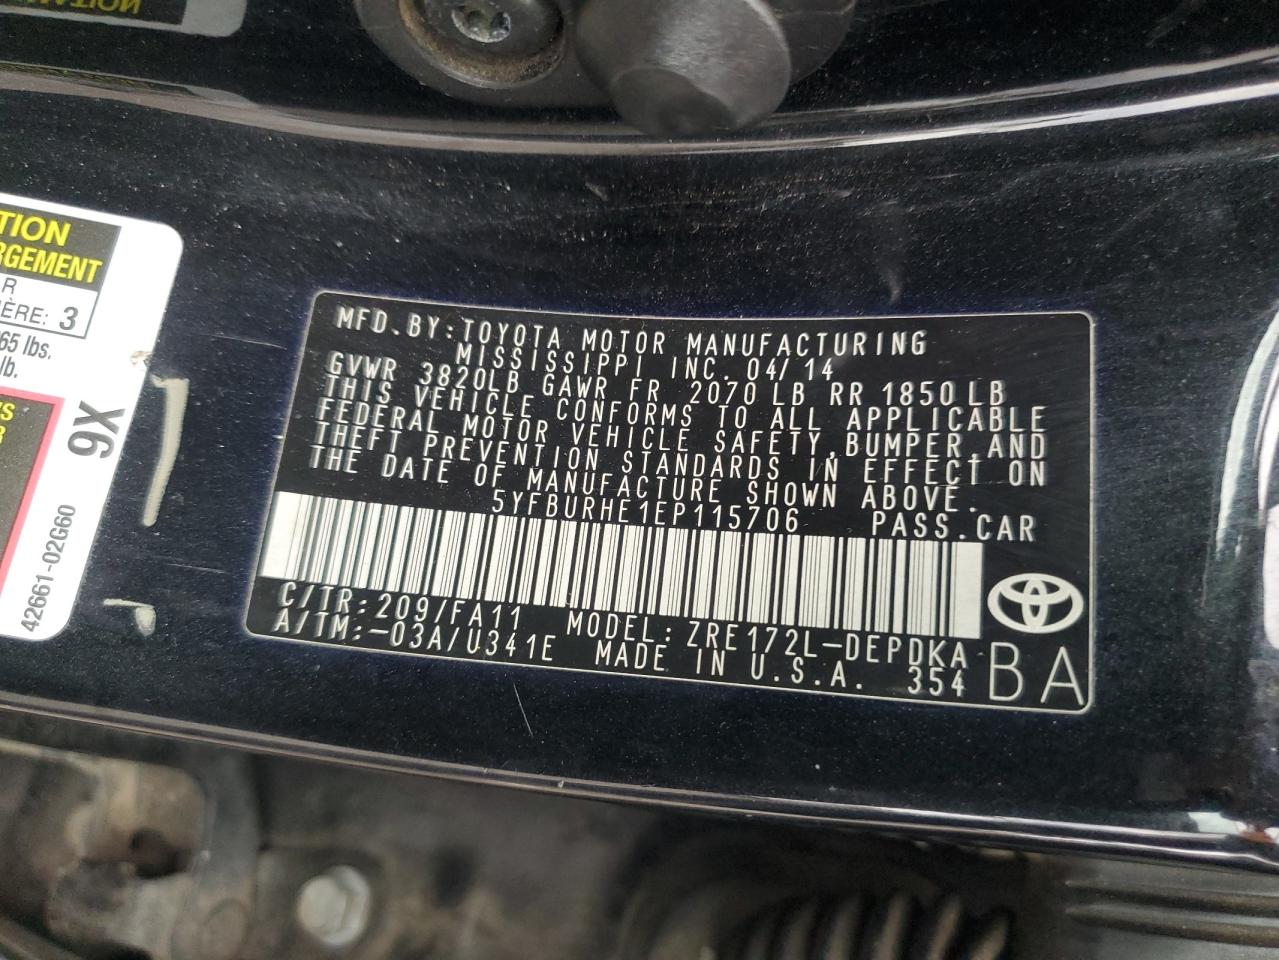 TION
RGEMENT
R
IÈRE: 3
65 lbs.
lb.
9X
42661-02G60
MFD.BY:TOYOTA MOTOR MANUFACTURING
MISSISSIPPI INC. 04/14
GVWR 3820LB GAWR FR 2070 LB RR 1850LB
THIS VEHICLE CONFORMS TO ALL APPLICABLE
FEDERAL MOTOR VEHICLE SAFETY,BUMPER,AND
THEFT PREVENTION STANDARDS IN EFFECT ON
THE DATE OF MANUFACTURE SHOWN ABOVE.
5YFBURHE1EP115706 PASS.CAR
C/TR:209/FA11 MODEL:ZRE172L-DEPDKA
A/TM:-03A/U341E MADE IN U.S.A. 354 BA